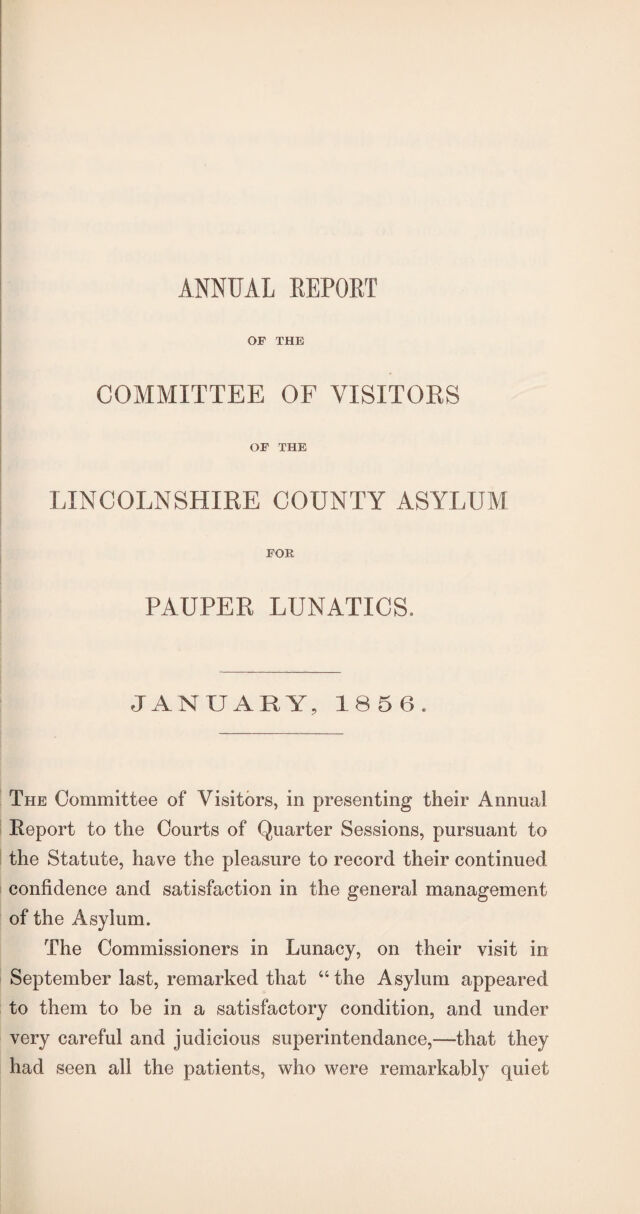 ANNUAL REPORT
OF THE
COMMITTEE OF VISITORS
OF THE
LINCOLNSHIRE COUNTY ASYLUM
FOR
PAUPER LUNATICS.
JANUARY, 1856.
THE Committee of Visitors, in presenting their Annual
Report to the Courts of Quarter Sessions, pursuant to
the Statute, have the pleasure to record their continued
confidence and satisfaction in the general management
of the Asylum.
The Commissioners in Lunacy, on their visit in
September last, remarked that “the Asylum appeared
to them to be in a satisfactory condition, and under
very careful and judicious superintendance,—that they
had seen all the patients, who were remarkably quiet